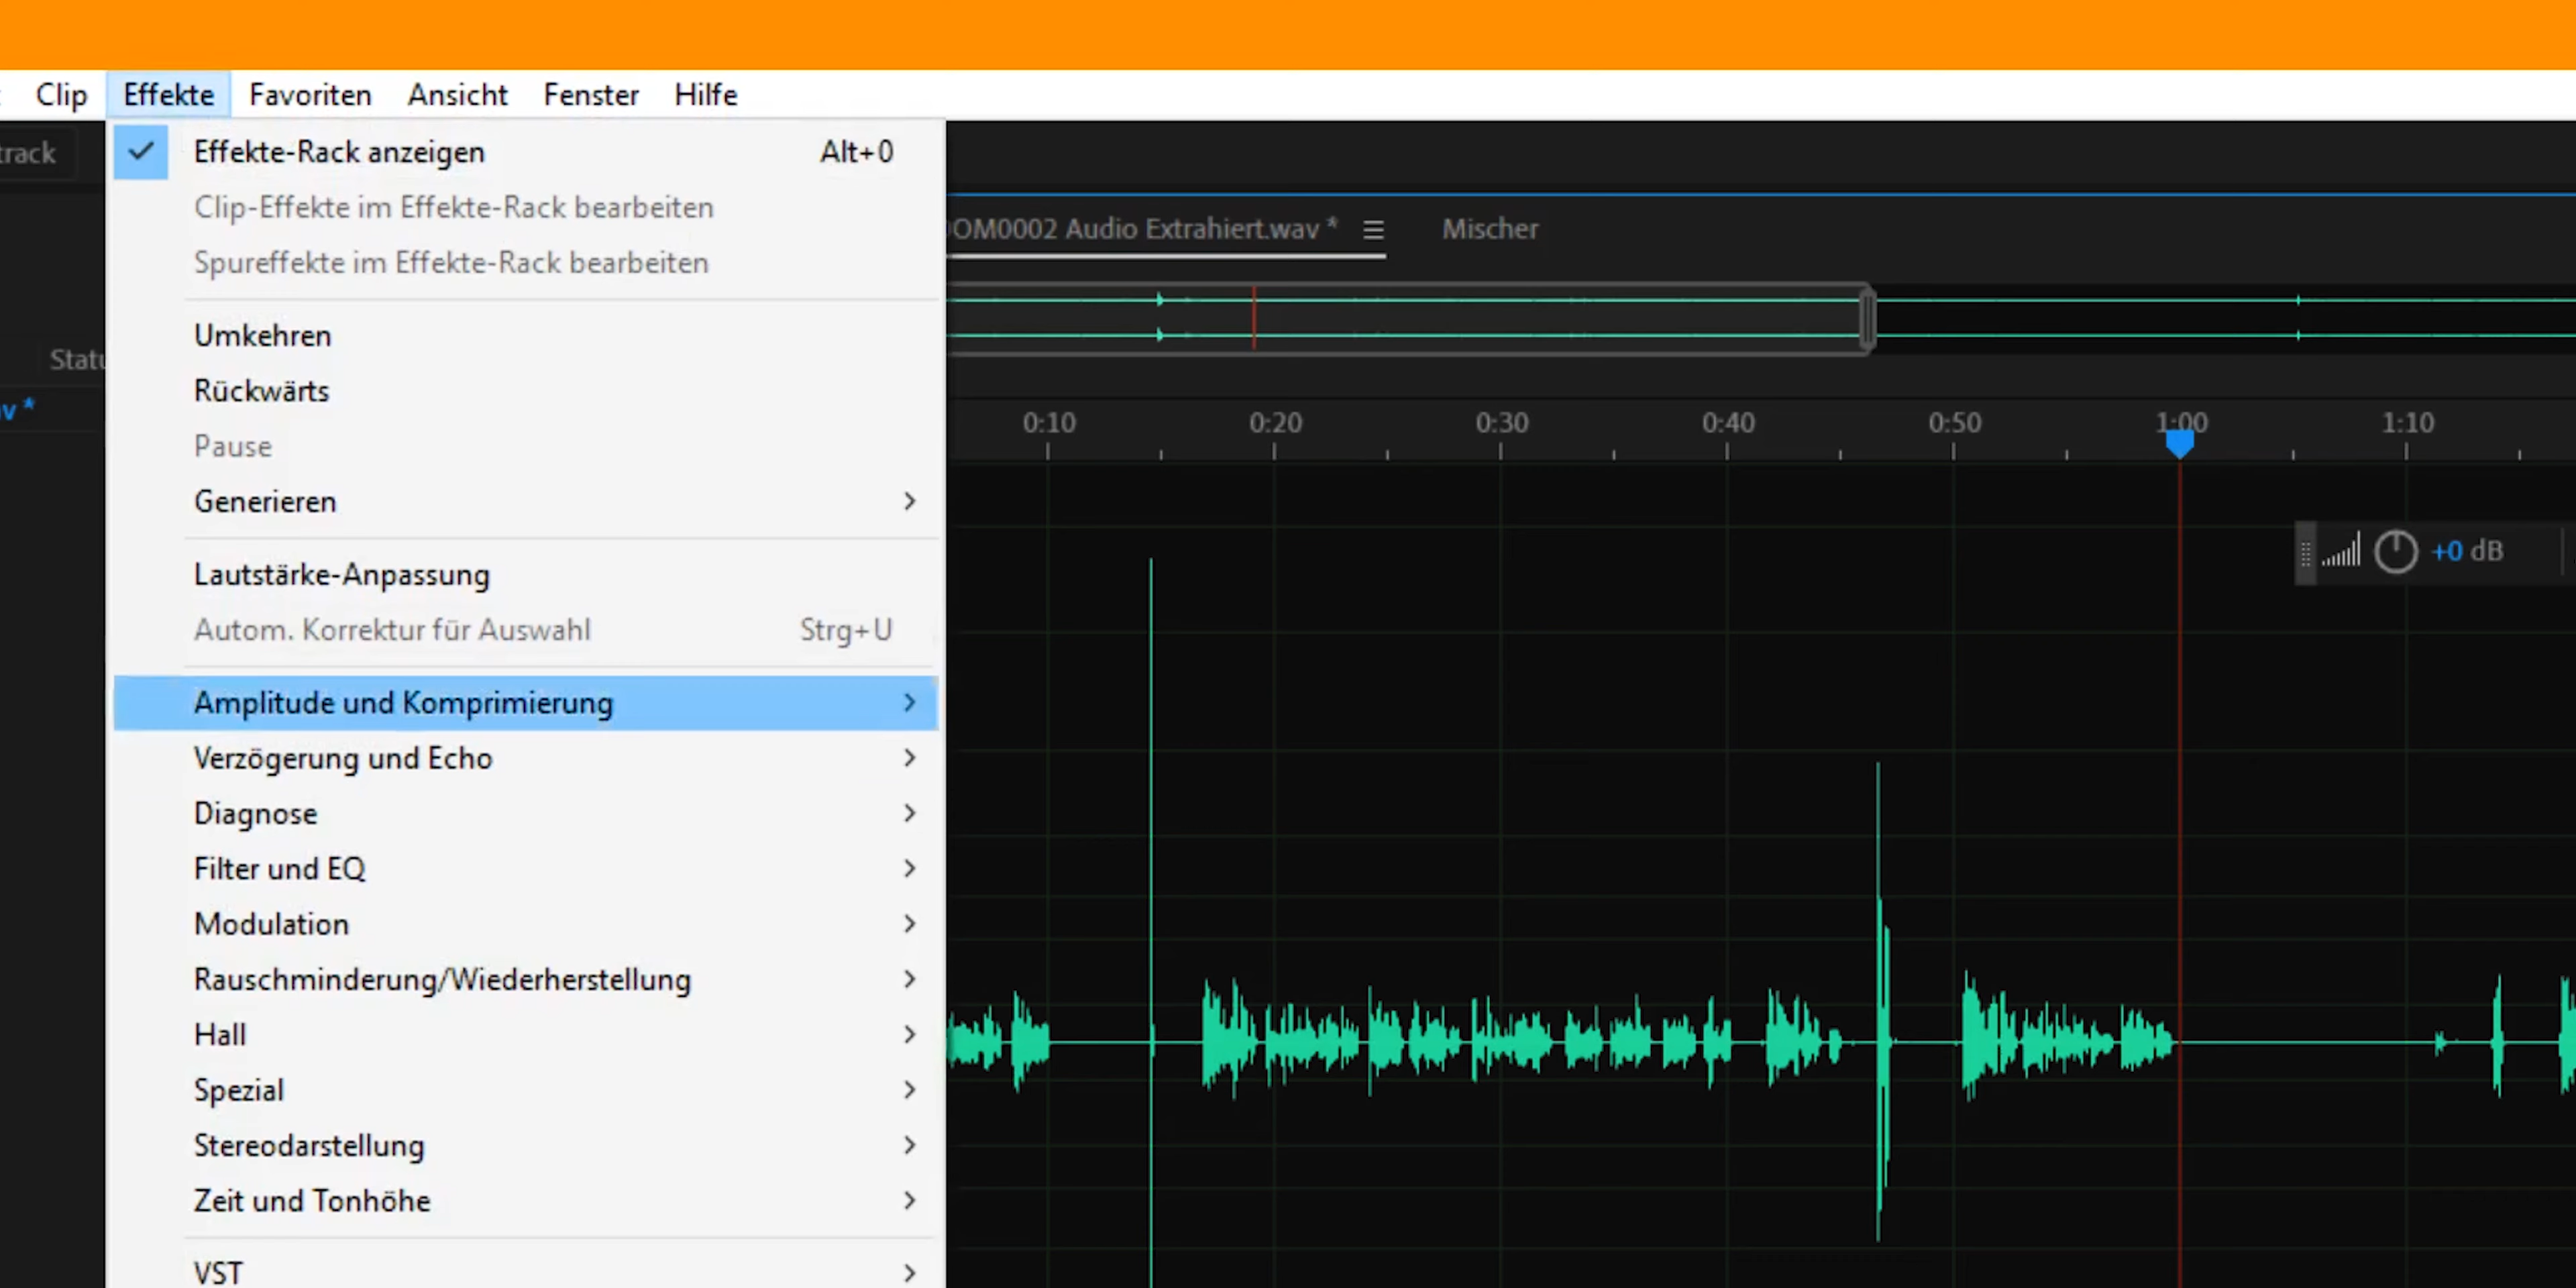 Clip Effekte Favoriten Ansicht Fenster Hilfe
track
Effekte-Rack anzeigen Alt+0
Clip-Effekte im Effekte-Rack bearbeiten
Spureffekte im Effekte-Rack bearbeiten
Umkehren
Rückwärts
Pause
Generieren
Lautstärke-Anpassung
Autom. Korrektur für Auswahl Strg+U
Amplitude und Komprimierung
Verzögerung und Echo
Diagnose
Filter und EQ
Modulation
Rauschminderung/Wiederherstellung
Hall
Spezial
Stereodarstellung
Zeit und Tonhöhe
VST
Statu
v *
OM0002 Audio Extrahiert.wav * Mischer
0:10 0:20 0:30 0:40 0:50 1:00 1:10
+0 dB